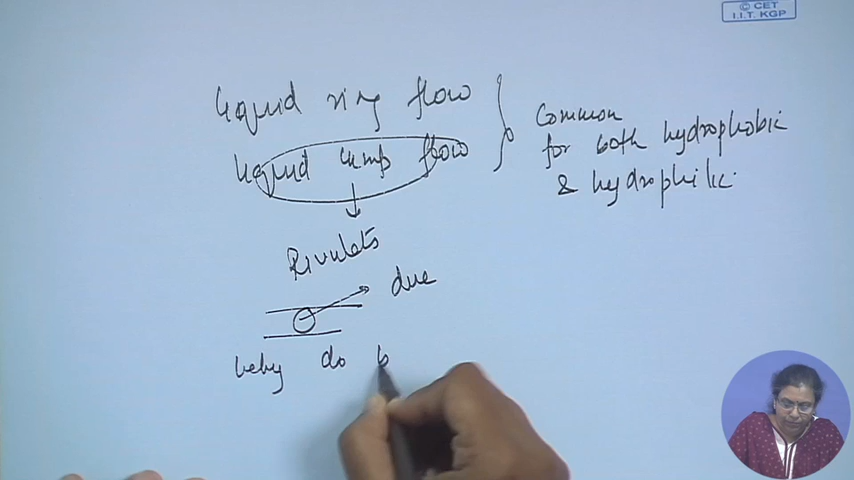 © CET
I.I.T. KGP
liquid ring flow
liquid lump flow
Common
for both hydrophobic
& hydrophilic.
Rivulets
due
why do b